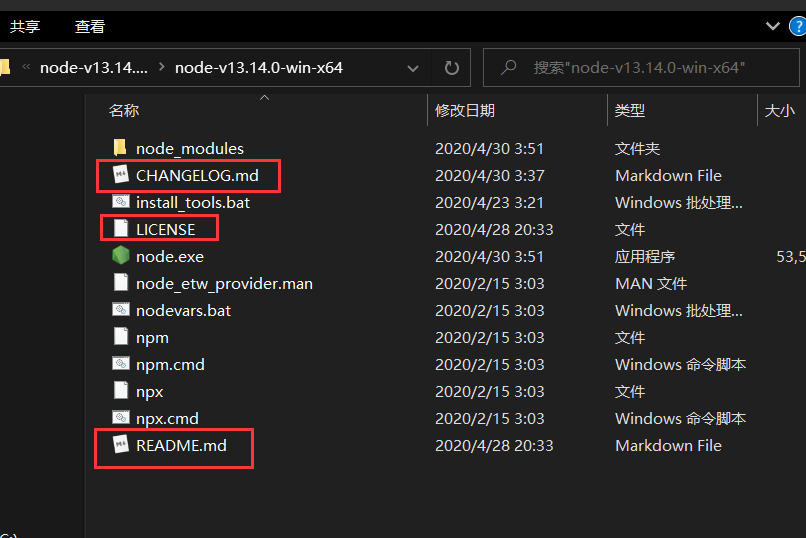 共享 查看
node-v13.14.... node-v13.14.0-win-x64 搜索"node-v13.14.0-win-x64"
名称 修改日期 类型 大小
node_modules 2020/4/30 3:51 文件夹
CHANGELOG.md 2020/4/30 3:37 Markdown File
install_tools.bat 2020/4/23 3:21 Windows 批处理...
LICENSE 2020/4/28 20:33 文件
node.exe 2020/4/30 3:51 应用程序 53,5
node_etw_provider.man 2020/2/15 3:03 MAN 文件
nodevars.bat 2020/2/15 3:03 Windows 批处理...
npm 2020/2/15 3:03 文件
npm.cmd 2020/2/15 3:03 Windows 命令脚本
npx 2020/2/15 3:03 文件
npx.cmd 2020/2/15 3:03 Windows 命令脚本
README.md 2020/4/28 20:33 Markdown File